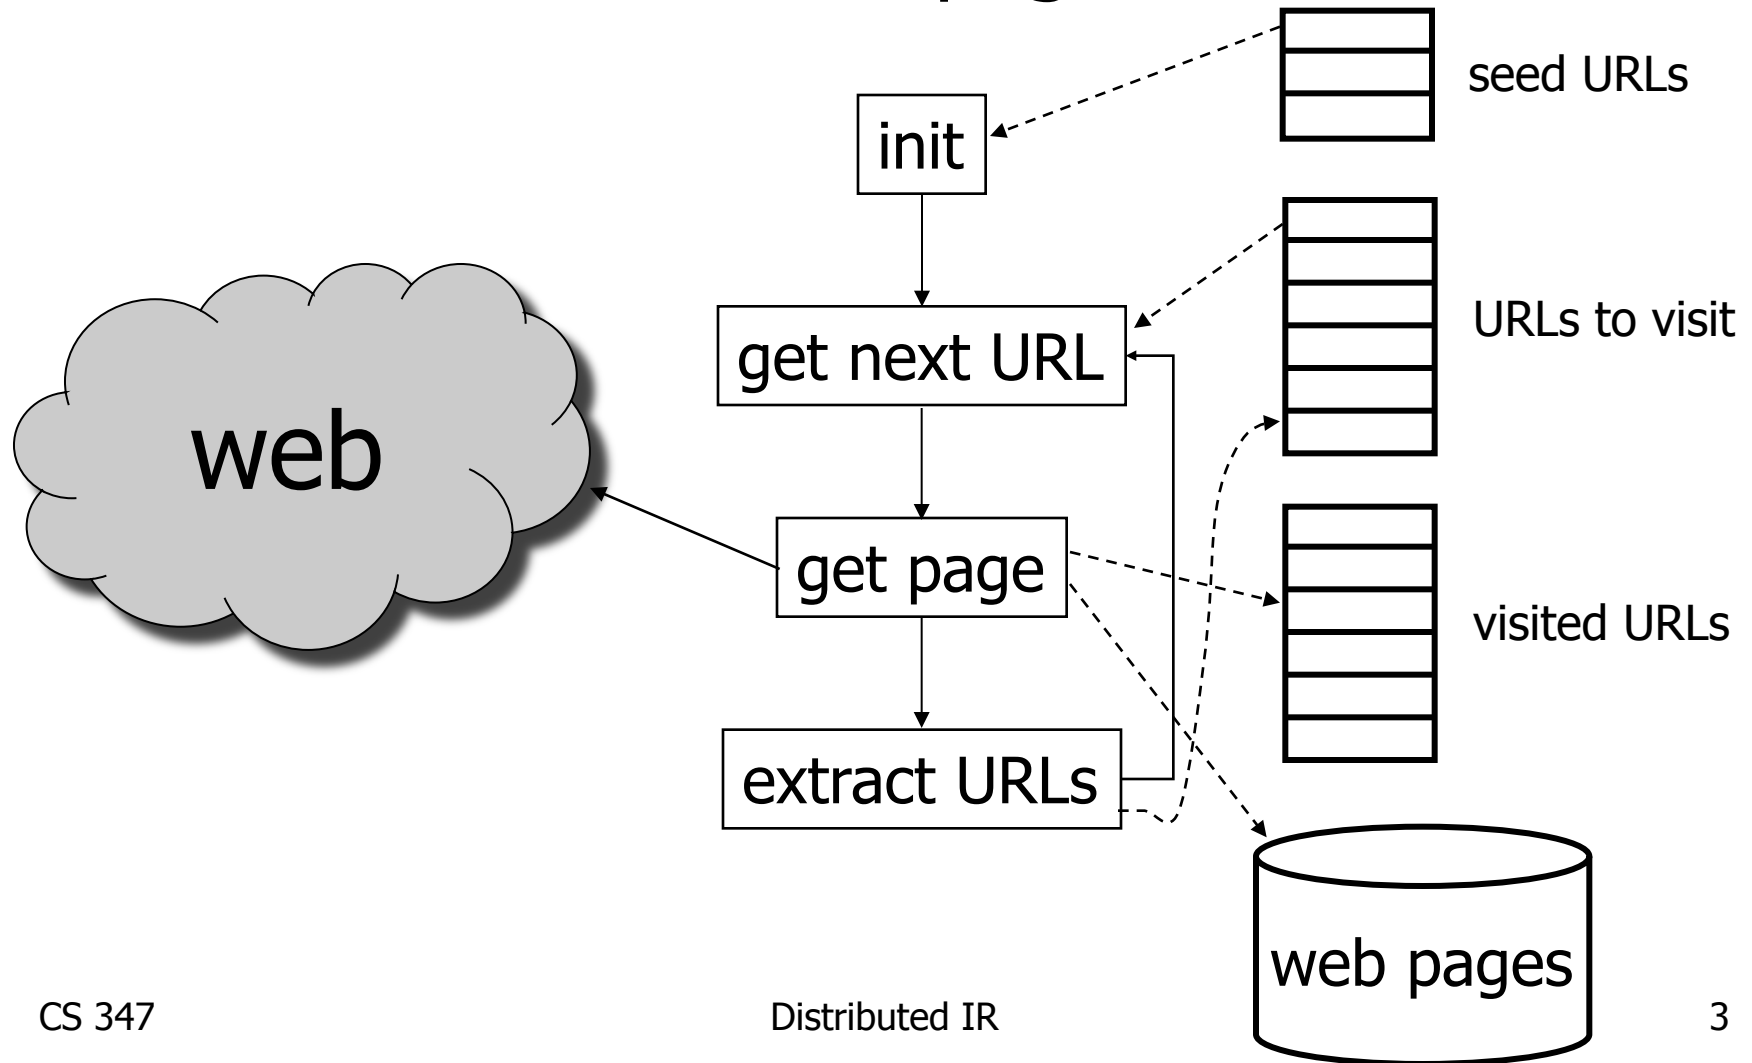 seed URLs
init
URLs to visit
get next URL
web
get page
visited URLs
extract URLs
web pages
CS 347
Distributed IR
3